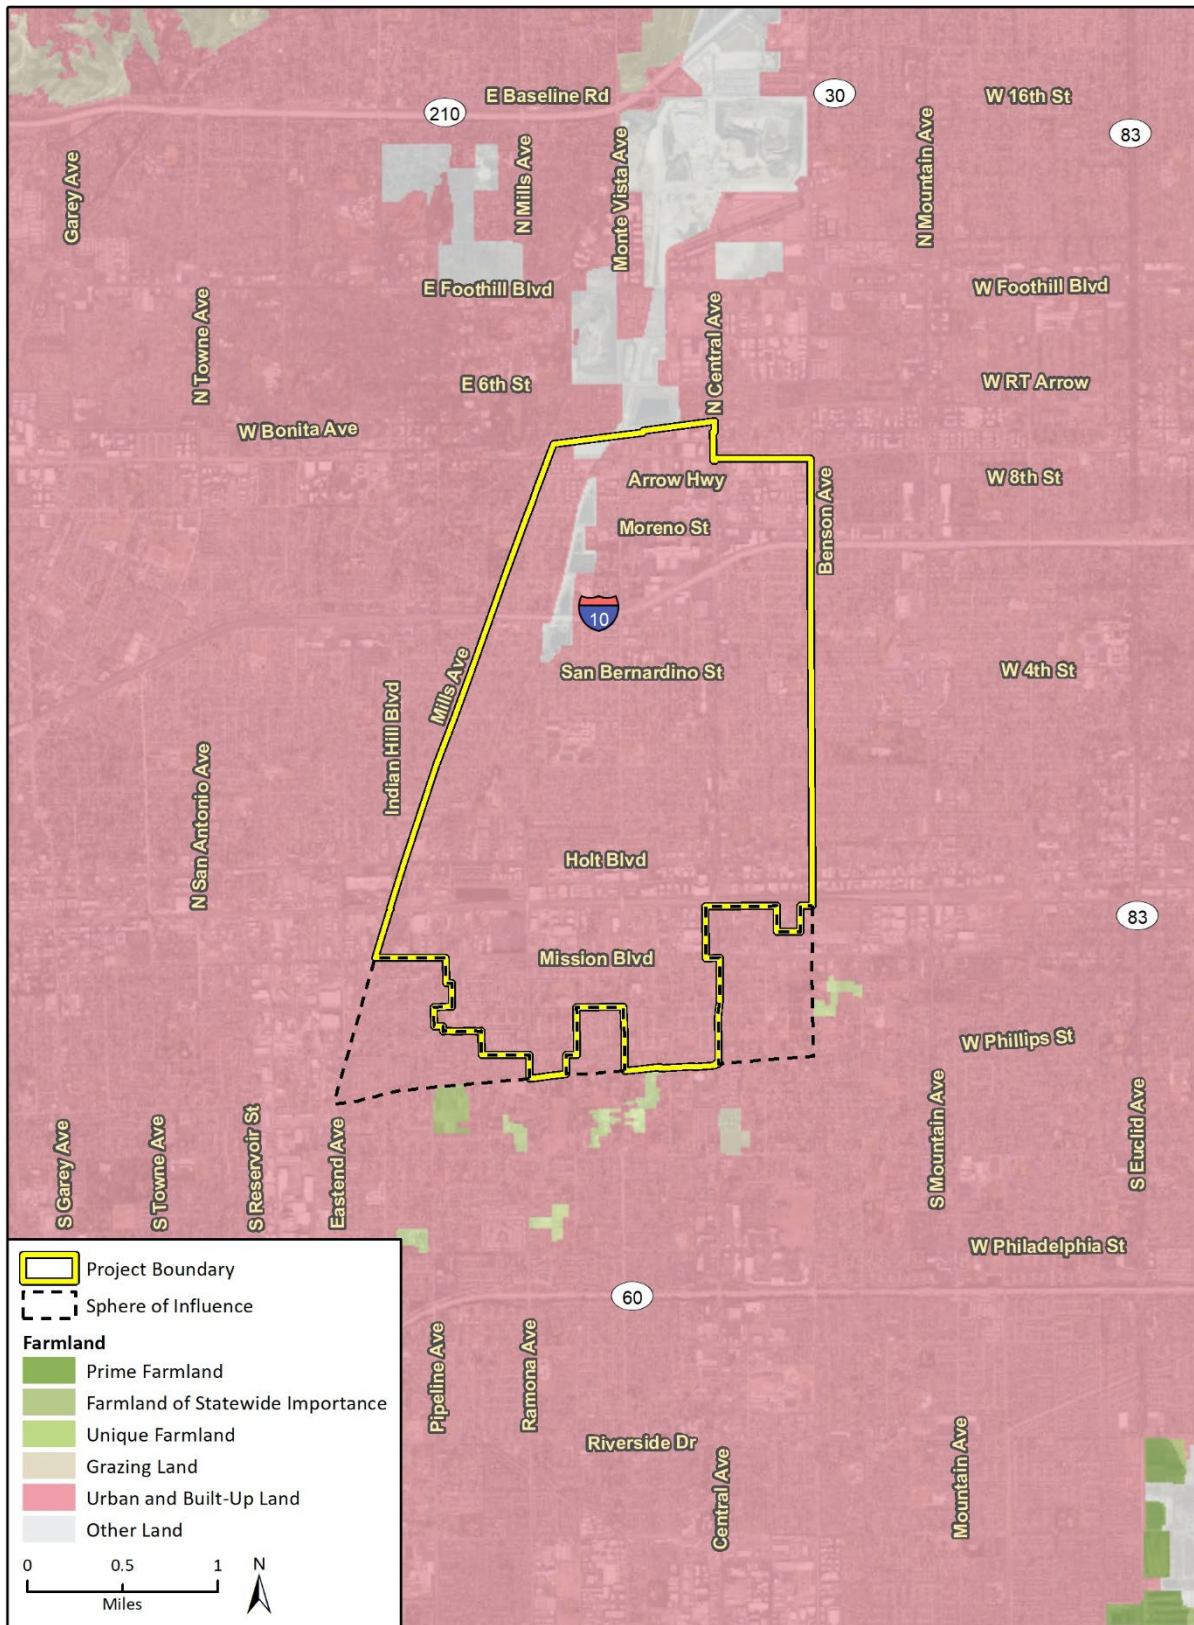 E Baseline Rd
30
W 16th St
210
83
Garey Ave
N Mills Ave
Monte Vista Ave
N Mountain Ave
E Foothill Blvd
W Foothill Blvd
N Towne Ave
E 6th St
N Central Ave
W RT Arrow
W Bonita Ave
Arrow Hwy
W 8th St
Moreno St
Benson Ave
10
San Bernardino St
W 4th St
Mills Ave
Indian Hill Blvd
N San Antonio Ave
Holt Blvd
83
Mission Blvd
W Phillips St
S Garey Ave
S Towne Ave
S Reservoir St
Eastend Ave
S Mountain Ave
S Euclid Ave
W Philadelphia St
60
Pipeline Ave
Ramona Ave
Riverside Dr
Central Ave
Mountain Ave
Project Boundary
Sphere of Influence
Farmland
Prime Farmland
Farmland of Statewide Importance
Unique Farmland
Grazing Land
Urban and Built-Up Land
Other Land
0 0.5 1
Miles
N